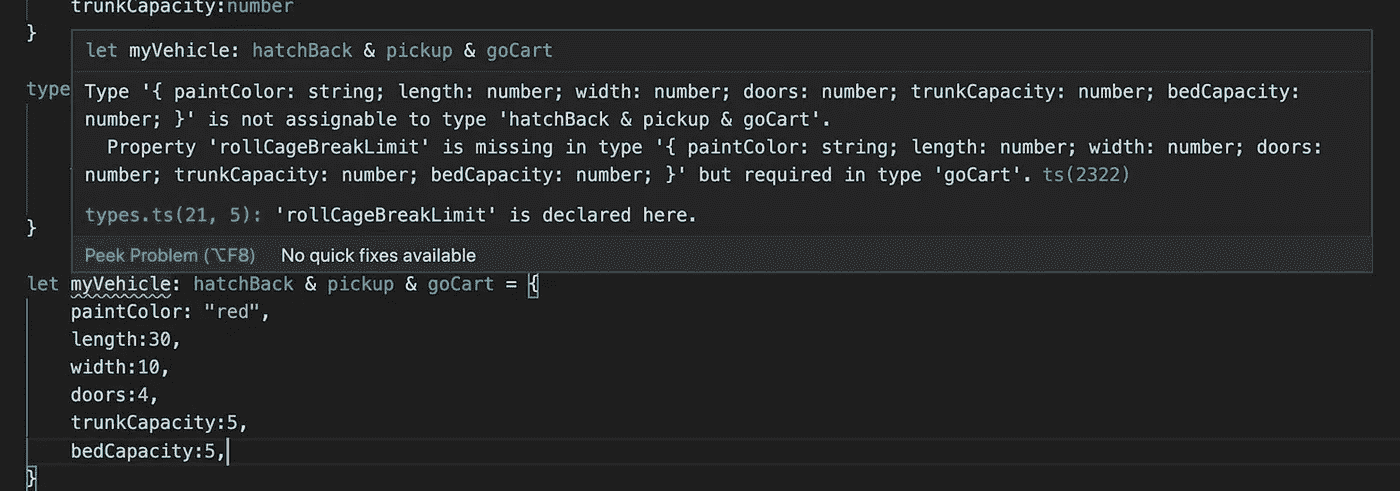 trunkCapacity:number
}
let myVehicle: hatchBack & pickup & goCart
type
Type '{ paintColor: string; length: number; width: number; doors: number; trunkCapacity: number; bedCapacity:
number; }' is not assignable to type 'hatchBack & pickup & goCart'.
Property 'rollCageBreakLimit' is missing in type '{ paintColor: string; length: number; width: number; doors:
number; trunkCapacity: number; bedCapacity: number; }' but required in type 'goCart'. ts(2322)
types.ts(21, 5): 'rollCageBreakLimit' is declared here.
}
Peek Problem (⌥F8) No quick fixes available
let myVehicle: hatchBack & pickup & goCart = {
paintColor: "red",
length:30,
width:10,
doors:4,
trunkCapacity:5,
bedCapacity:5,
}